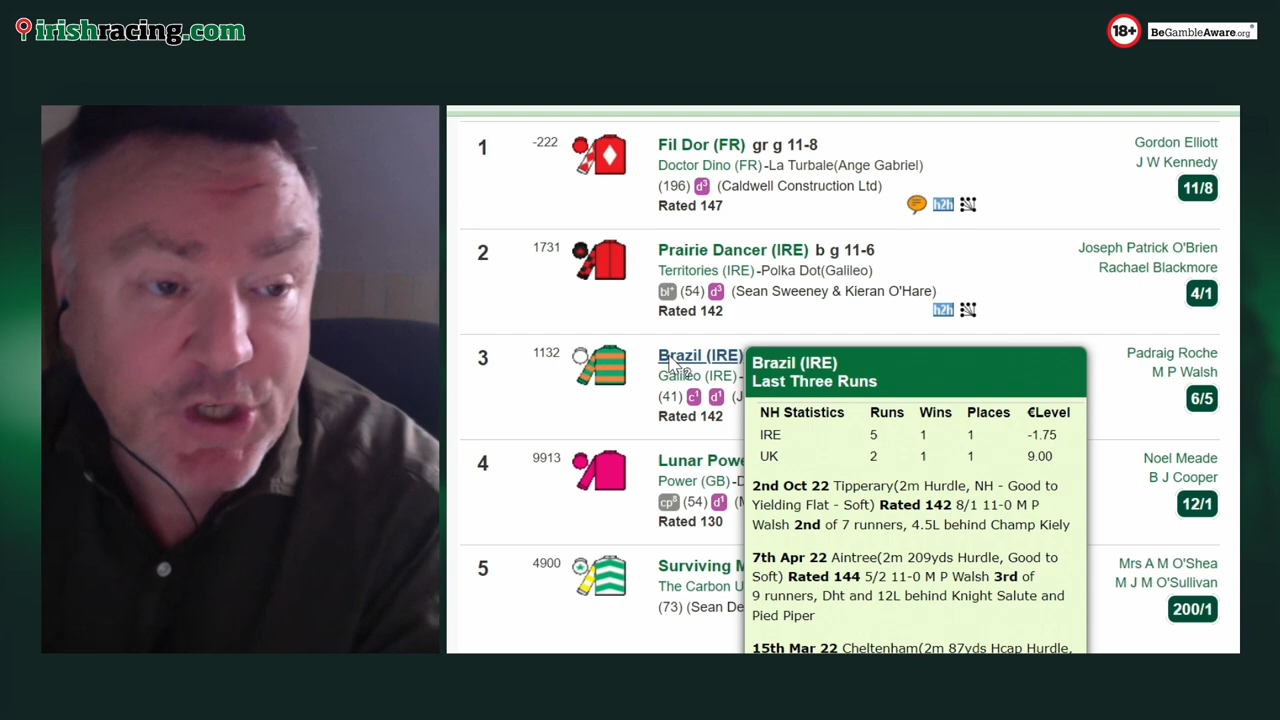 irishracing.com
18+
BeGambleAware.org®
1
-222
Fil Dor (FR) gr g 11-8
Doctor Dino (FR)-La Turbale(Ange Gabriel)
(196) d³ (Caldwell Construction Ltd)
Rated 147
h2h
Gordon Elliott
J W Kennedy
11/8
2
1731
Prairie Dancer (IRE) b g 11-6
Territories (IRE)-Polka Dot(Galileo)
(54) d³ (Sean Sweeney & Kieran O'Hare)
Rated 142
h2h
Joseph Patrick O'Brien
Rachael Blackmore
4/1
3
1132
Brazil (IRE)
Galileo (IRE)-
(41) c¹ d¹ (J
Rated 142
Padraig Roche
M P Walsh
6/5
Brazil (IRE)
Last Three Runs
NH Statistics Runs Wins Places €Level
IRE 5 1 1 -1.75
UK 2 1 1 9.00
2nd Oct 22 Tipperary(2m Hurdle, NH - Good to
Yielding Flat - Soft) Rated 142 8/1 11-0 M P
Walsh 2nd of 7 runners, 4.5L behind Champ Kiely
7th Apr 22 Aintree(2m 209yds Hurdle, Good to
Soft) Rated 144 5/2 11-0 M P Walsh 3rd of
9 runners, Dht and 12L behind Knight Salute and
Pied Piper
15th Mar 22 Cheltenham(2m 87yds Hcap Hurdle,
4
9913
Lunar Powe
Power (GB)-D
(54) d¹ (M
Rated 130
Noel Meade
B J Cooper
12/1
5
4900
Surviving M
The Carbon U
(73) (Sean De
Mrs A M O'Shea
M J M O'Sullivan
200/1